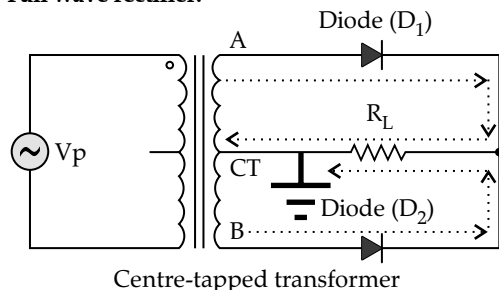 Full wave rectifier.
A
Diode (D1)
~
Vp
RL
CT
Diode (D2)
B
Centre-tapped transformer